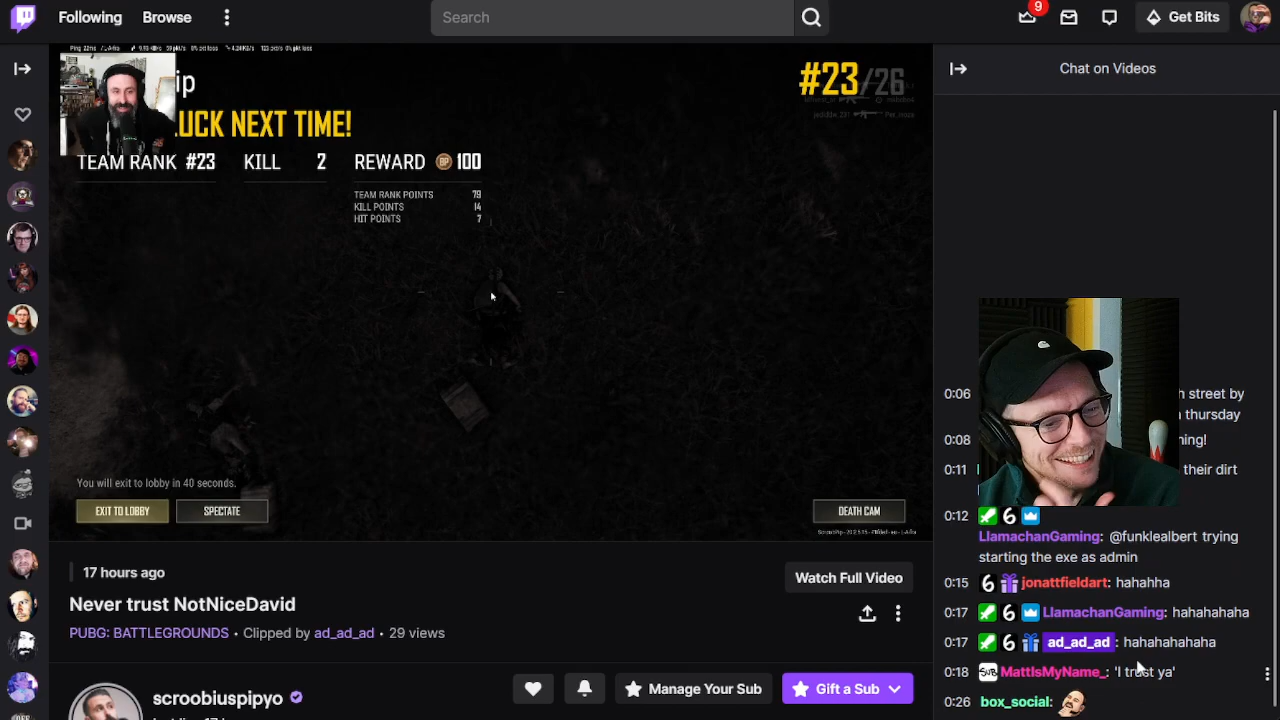 Following
Browse
Search
9
Get Bits
ip
LUCK NEXT TIME!
#23/26
TEAM RANK #23
KILL 2
REWARD BP 100
TEAM RANK POINTS 79
KILL POINTS 14
HIT POINTS 7
You will exit to lobby in 40 seconds.
EXIT TO LOBBY
SPECTATE
DEATH CAM
17 hours ago
Watch Full Video
Never trust NotNiceDavid
PUBG: BATTLEGROUNDS • Clipped by ad_ad_ad • 29 views
scroobiuspipyo
Manage Your Sub
Gift a Sub
Chat on Videos
0:06 street by
thursday
0:08
0:11 their dirt
0:12 6
LlamachanGaming: @funklealbert trying
starting the exe as admin
0:15 6 jonattfieldart: hahahha
0:17 6 LlamachanGaming: hahahahaha
0:17 6 ad_ad_ad: hahahahahaha
0:18 SUB MattIsMyName_: 'I trust ya'
0:26 box_social: